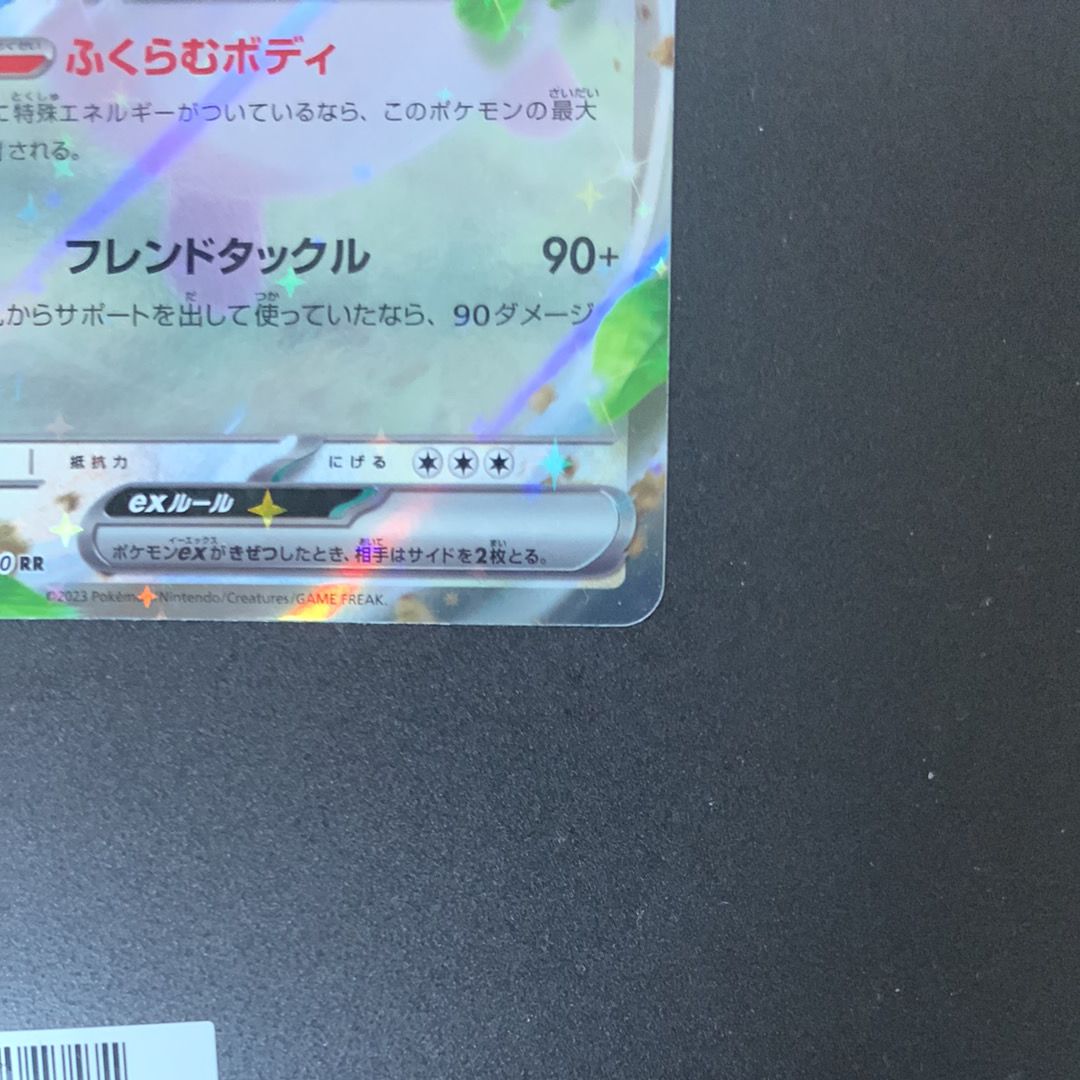 ふくらむボディ
特殊エネルギーがついているなら、このポケモンの最大
される。
フレンドタックル 90+
からサポートを出して使っていたなら、90ダメージ
抵抗力 にげる
exルール
ポケモンexがきぜつしたとき、相手はサイドを2枚とる。
0 RR
©2023 Pokémon/Nintendo/Creatures/GAME FREAK.